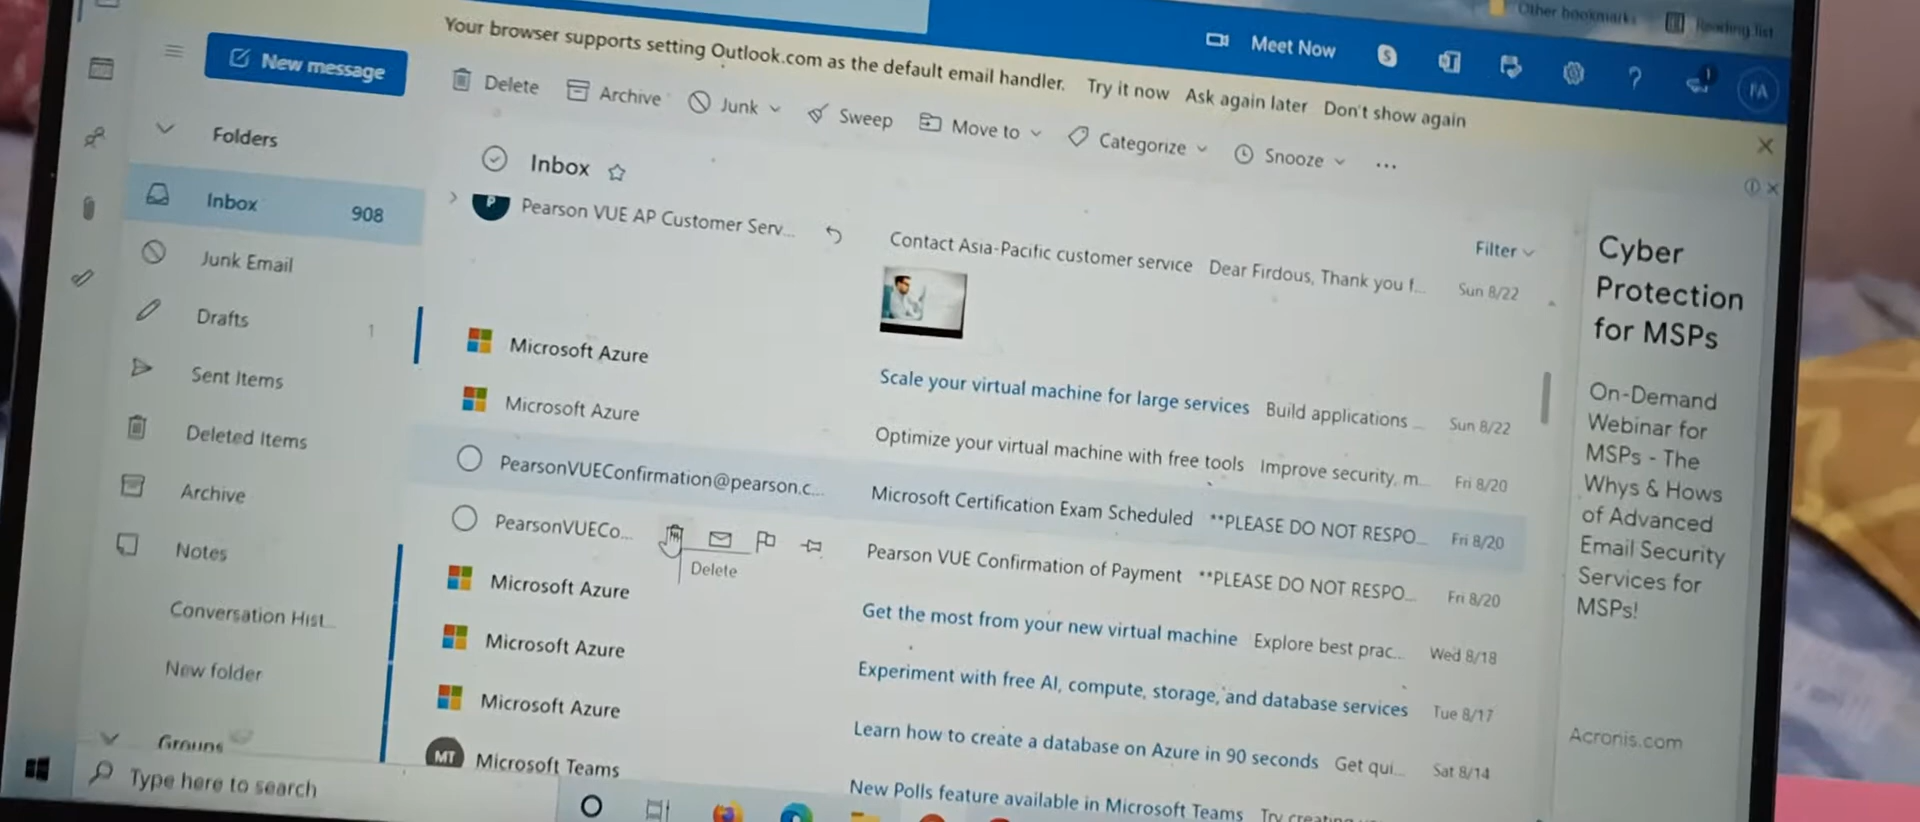 Other bookmarks
Reading list
Your browser supports setting Outlook.com as the default email handler. Try it now Ask again later Don't show again
Meet Now
FA
New message
Delete Archive Junk Sweep Move to Categorize Snooze ...
Folders
Inbox 908
Junk Email
Drafts 1
Sent Items
Deleted Items
Archive
Notes
Conversation Hist...
New folder
Groups
Inbox
Filter
P Pearson VUE AP Customer Serv... Contact Asia-Pacific customer service Dear Firdous, Thank you f... Sun 8/22
Microsoft Azure Scale your virtual machine for large services Build applications ... Sun 8/22
Microsoft Azure Optimize your virtual machine with free tools Improve security, m... Fri 8/20
PearsonVUEConfirmation@pearson.c... Microsoft Certification Exam Scheduled **PLEASE DO NOT RESPO... Fri 8/20
PearsonVUECo... Pearson VUE Confirmation of Payment **PLEASE DO NOT RESPO... Fri 8/20
Delete
Microsoft Azure Get the most from your new virtual machine Explore best prac... Wed 8/18
Microsoft Azure Experiment with free AI, compute, storage, and database services Tue 8/17
Microsoft Azure Learn how to create a database on Azure in 90 seconds Get qui... Sat 8/14
MT Microsoft Teams New Polls feature available in Microsoft Teams Try creating
Cyber
Protection
for MSPs
On-Demand
Webinar for
MSPs - The
Whys & Hows
of Advanced
Email Security
Services for
MSPs!
Acronis.com
Type here to search